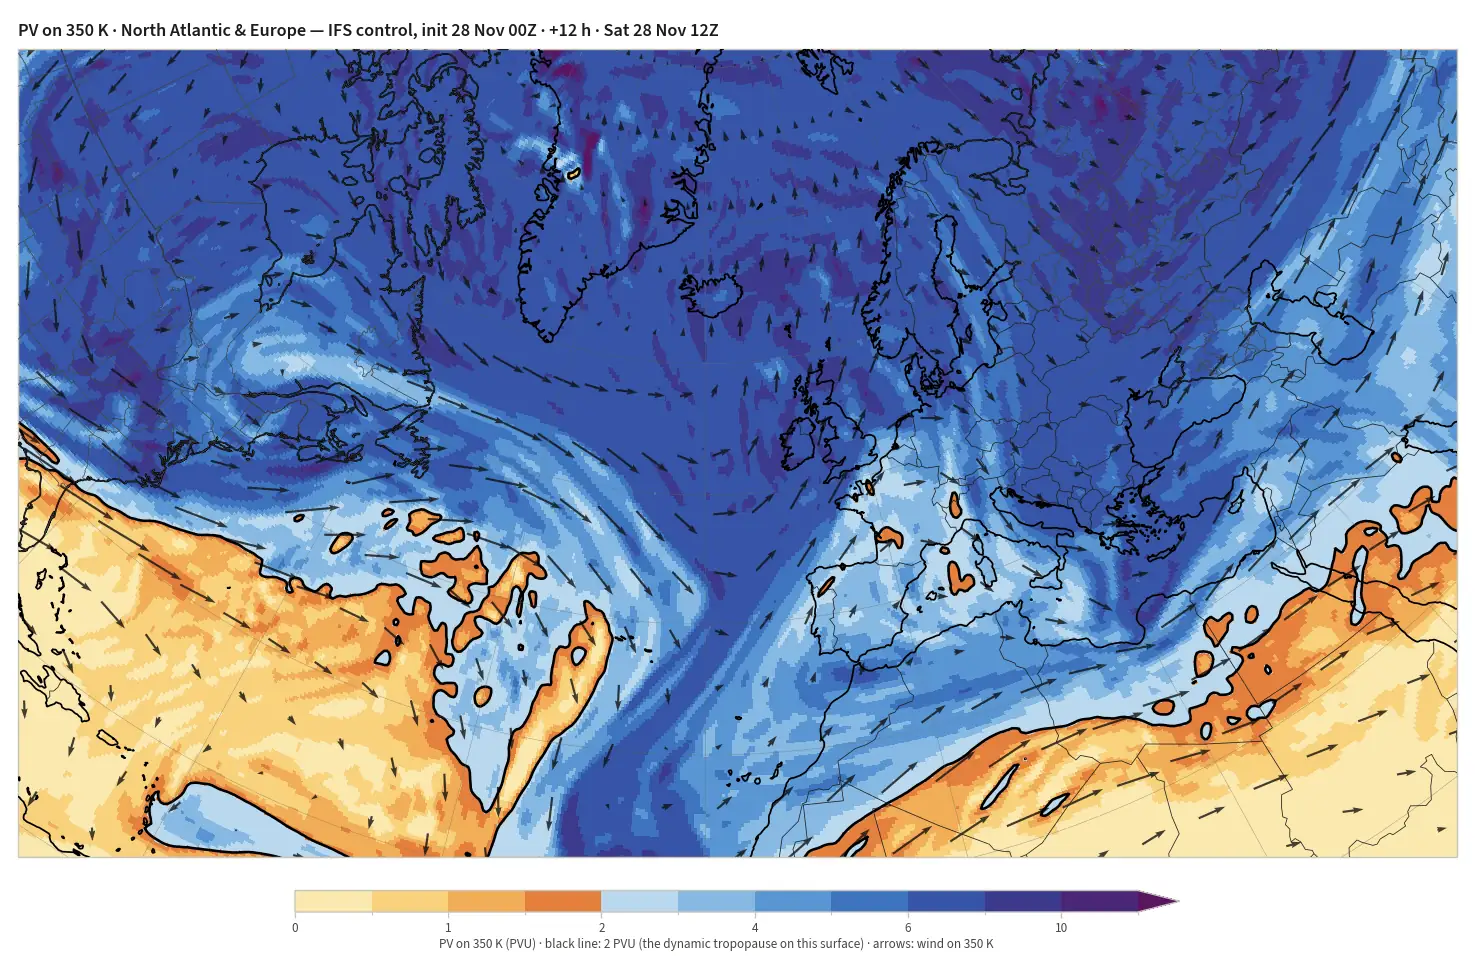 PV on 350 K · North Atlantic & Europe — IFS control, init 28 Nov 00Z · +12 h · Sat 28 Nov 12Z
0 1 2 4 6 10
PV on 350 K (PVU) · black line: 2 PVU (the dynamic tropopause on this surface) · arrows: wind on 350 K